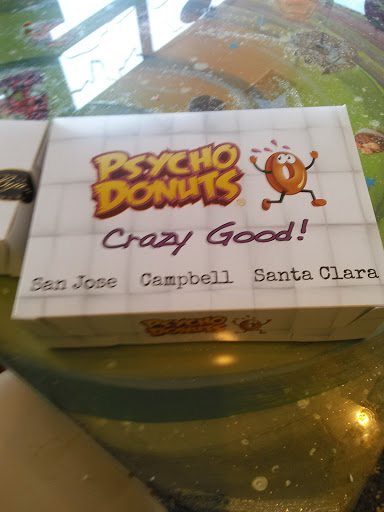 PSYCHO
DONUTS®
Crazy Good!
San Jose Campbell Santa Clara
PSYCHO DONUTS